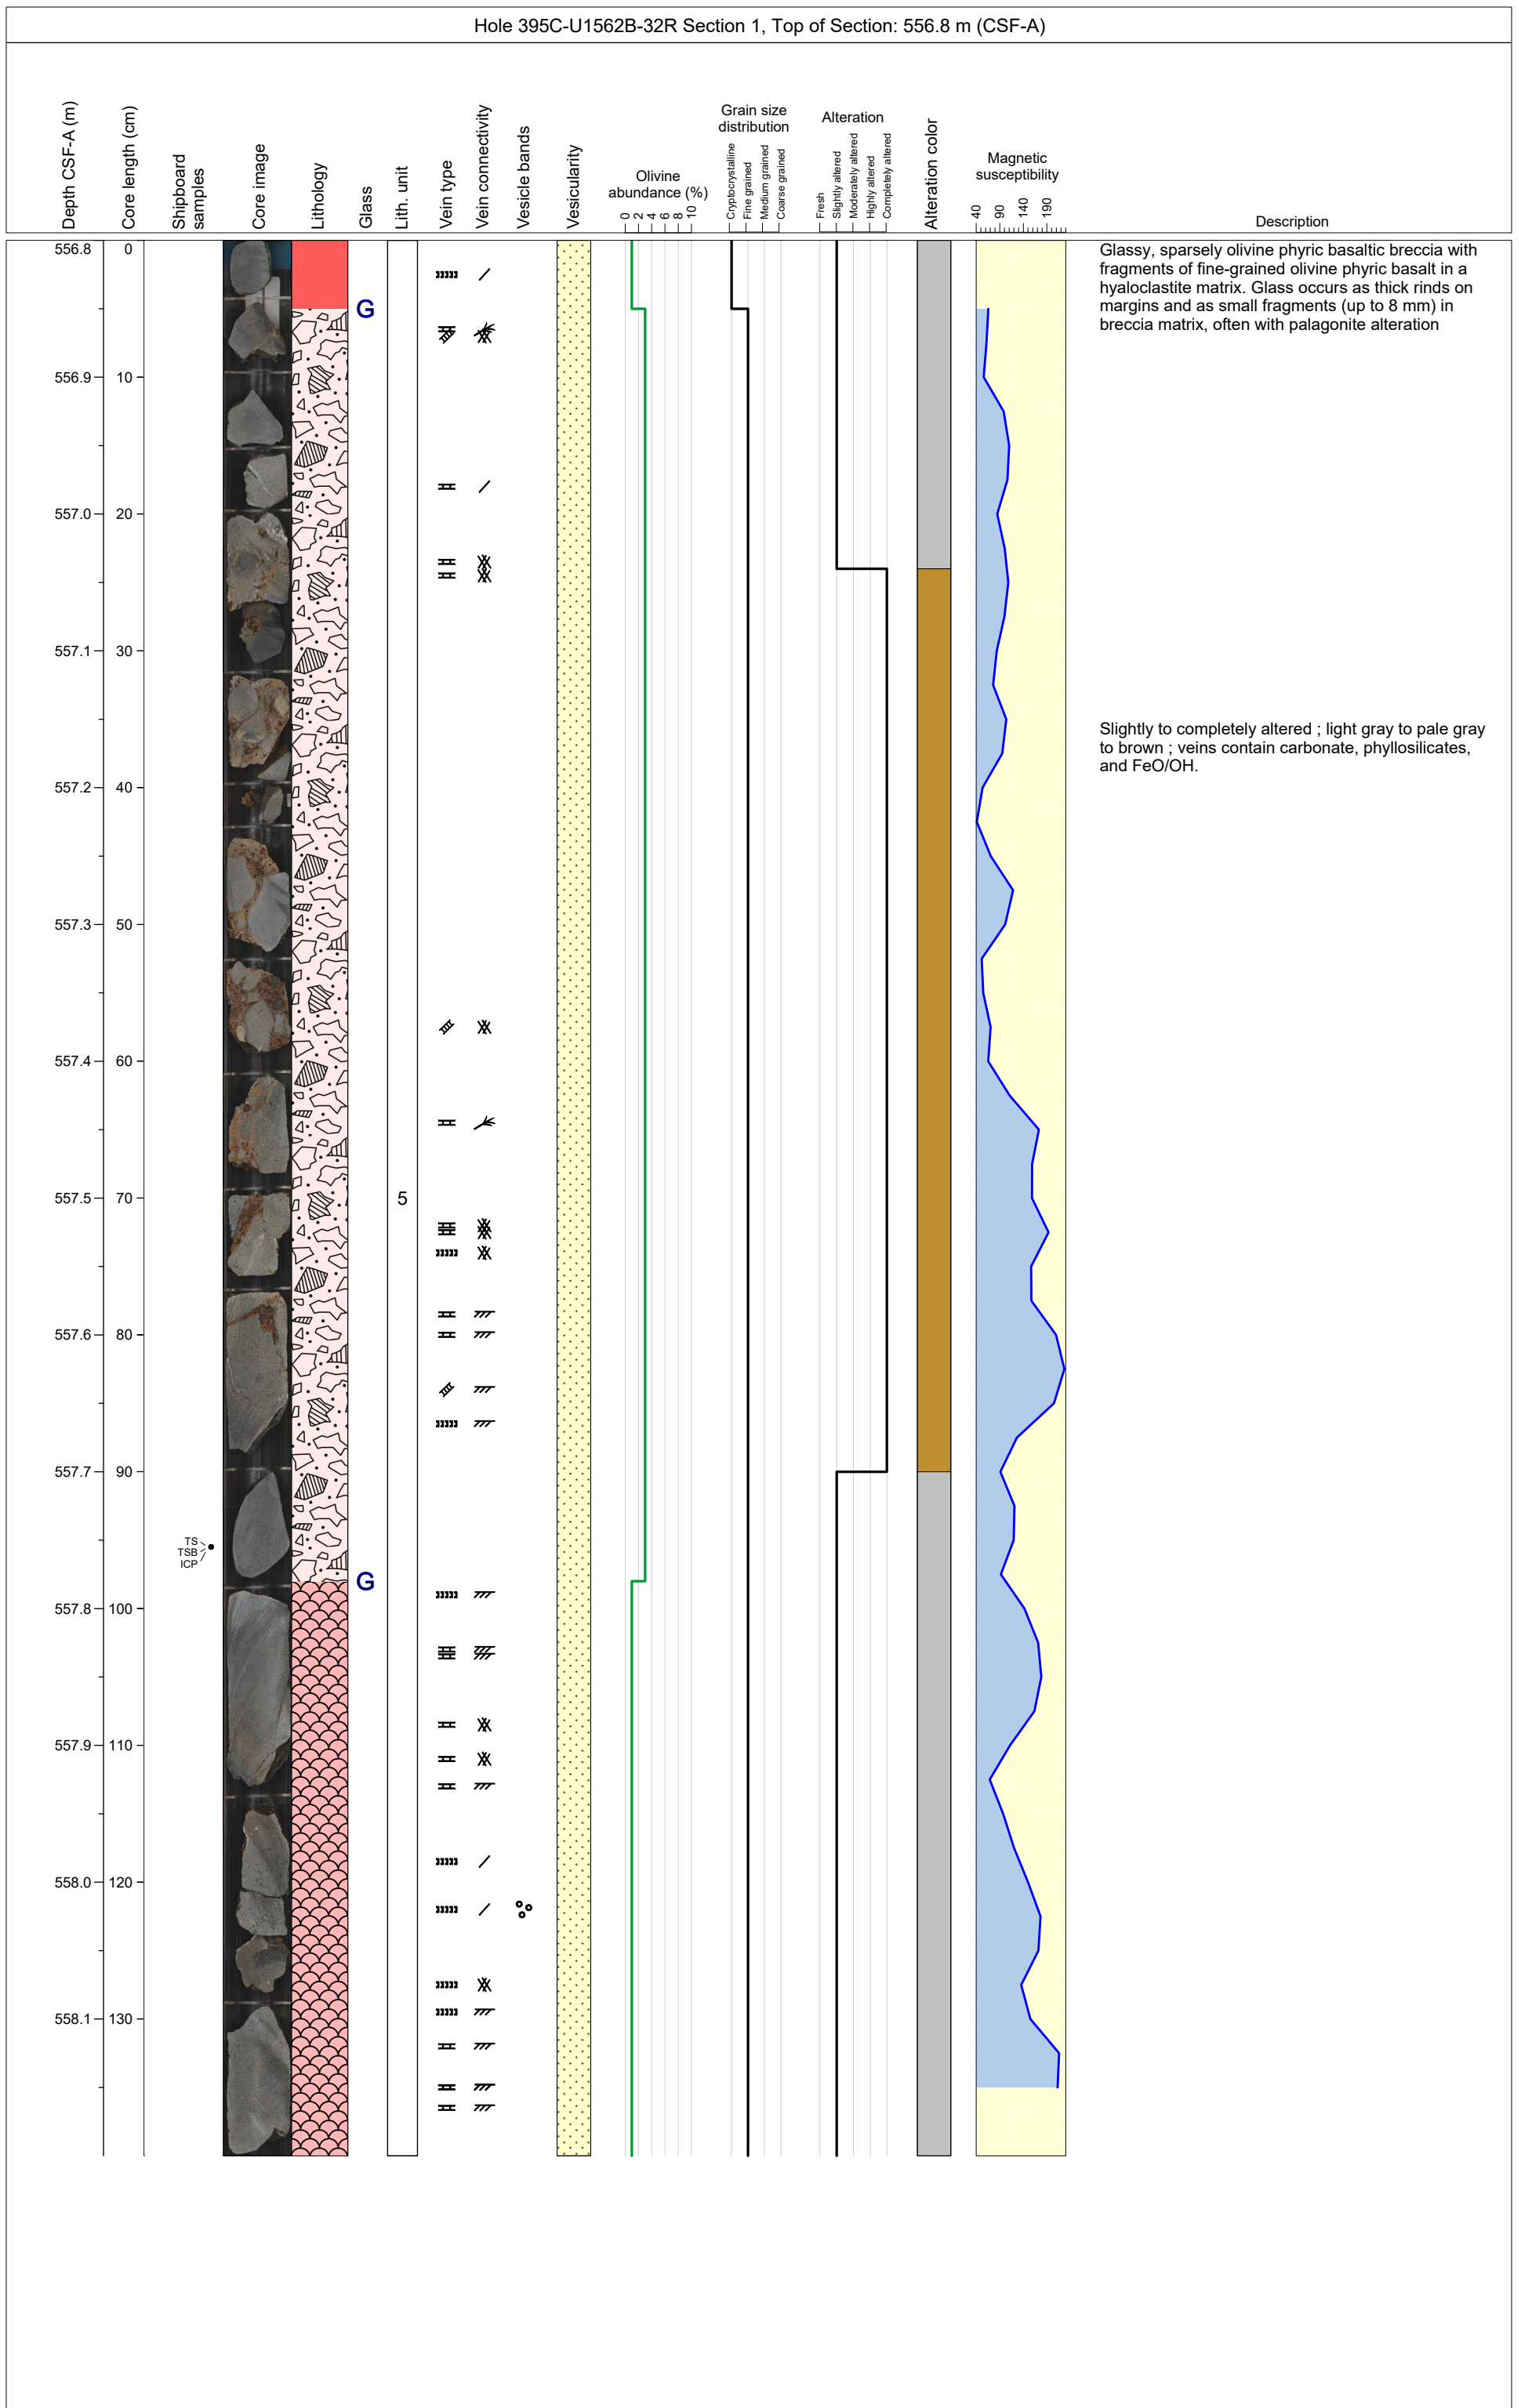 Hole 395C-U1562B-32R Section 1, Top of Section: 556.8 m (CSF-A)
Depth CSF-A (m)
Core length (cm)
Shipboard
samples
Core image
Lithology
Glass
Lith. unit
Vein type
Vein connectivity
Vesicle bands
Vesicularity
Olivine
abundance (%)
0 2 4 6 8 10
Grain size
distribution
Cryptocrystalline
Fine grained
Medium grained
Coarse grained
Alteration
Fresh
Slightly altered
Moderately altered
Highly altered
Completely altered
Alteration color
Magnetic
susceptibility
40 90 140 190
Description
556.8 0
G
Glassy, sparsely olivine phyric basaltic breccia with
fragments of fine-grained olivine phyric basalt in a
hyaloclastite matrix. Glass occurs as thick rinds on
margins and as small fragments (up to 8 mm) in
breccia matrix, often with palagonite alteration
556.9 10
557.0 20
557.1 30
Slightly to completely altered ; light gray to pale gray
to brown ; veins contain carbonate, phyllosilicates,
and FeO/OH.
557.2 40
557.3 50
557.4 60
557.5 70
5
557.6 80
557.7 90
TS
TSB
ICP
G
557.8 100
557.9 110
558.0 120
558.1 130